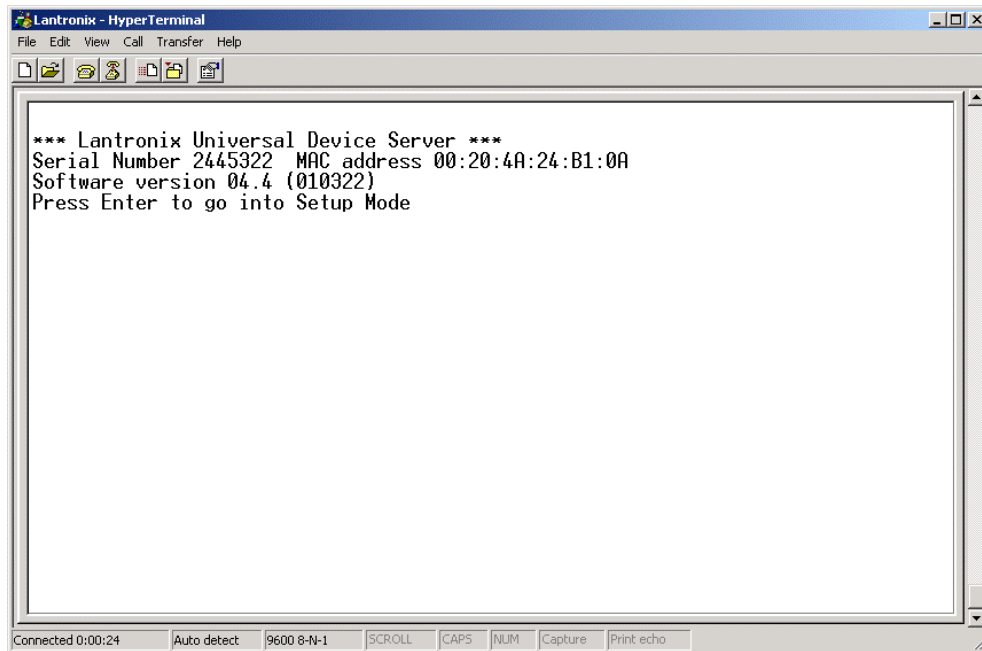 Lantronix - HyperTerminal
File Edit View Call Transfer Help
*** Lantronix Universal Device Server ***
Serial Number 2445322  MAC address 00:20:4A:24:B1:0A
Software version 04.4 (010322)
Press Enter to go into Setup Mode
Connected 0:00:24 Auto detect 9600 8-N-1 SCROLL CAPS NUM Capture Print echo